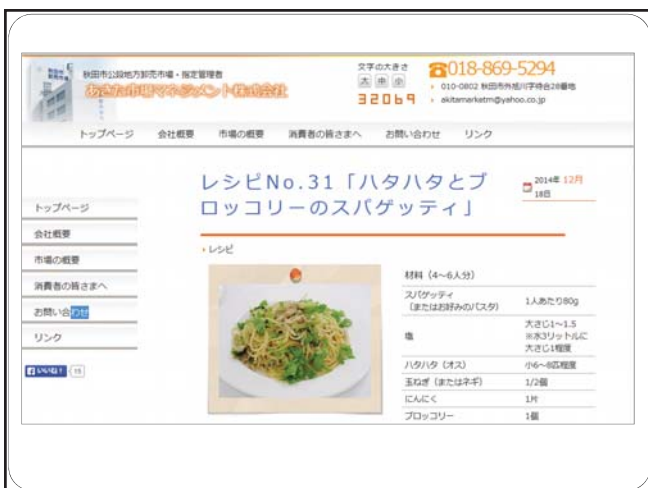 秋田市公設地方卸売市場・指定管理者
あきた市場マネジメント株式会社
文字の大きさ
大 中 小
32069
018-869-5294
010-0802 秋田市外旭川字待合28番地
akitamarketm@yahoo.co.jp
トップページ 会社概要 市場の概要 消費者の皆さまへ お問い合わせ リンク
トップページ
会社概要
市場の概要
消費者の皆さまへ
お問い合わせ
リンク
いいね! 15
レシピNo.31「ハタハタとブ
ロッコリーのスパゲッティ」
2014年 12月
18日
レシピ
材料（4～6人分）
スパゲッティ
（またはお好みのパスタ） 1人あたり80g
塩 大さじ1～1.5
※水3リットルに
大さじ1程度
ハタハタ（オス） 小6～8匹程度
玉ねぎ（またはネギ） 1/2個
にんにく 1片
ブロッコリー 1個